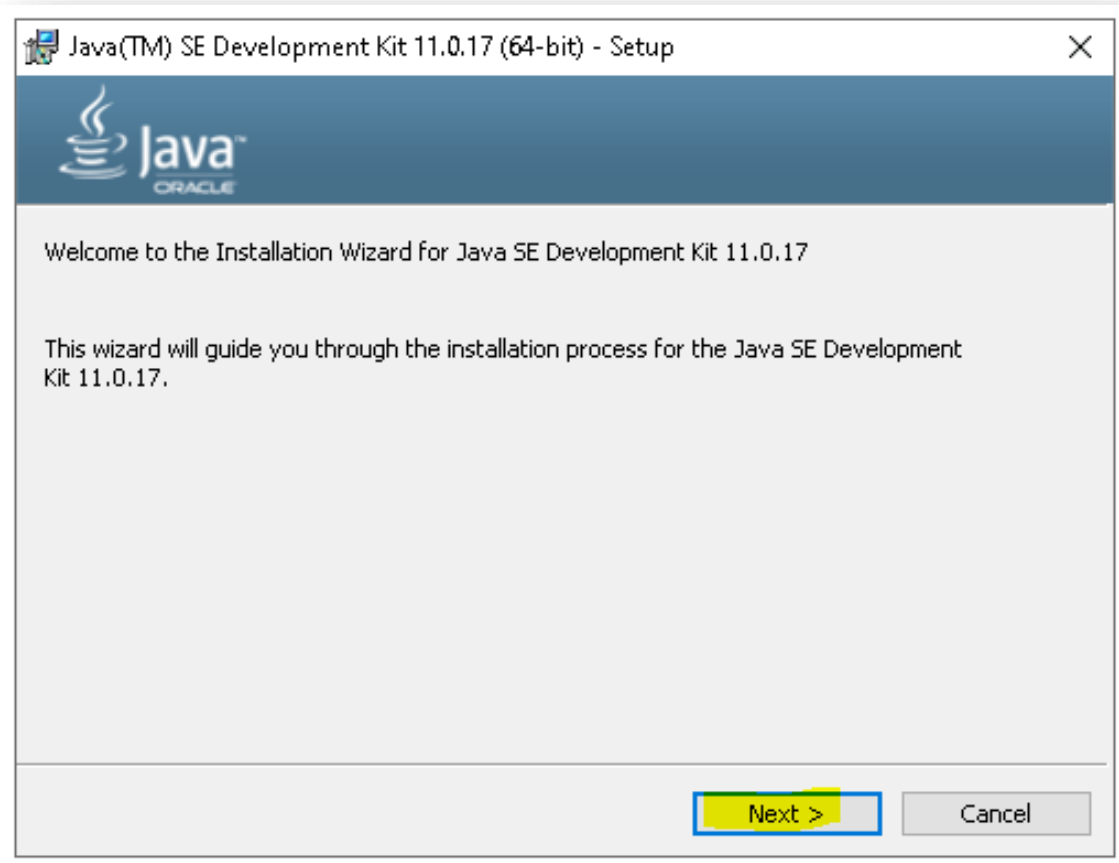 Java(TM) SE Development Kit 11.0.17 (64-bit) - Setup
Java™
ORACLE
Welcome to the Installation Wizard for Java SE Development Kit 11.0.17
This wizard will guide you through the installation process for the Java SE Development
Kit 11.0.17.
Next >
Cancel